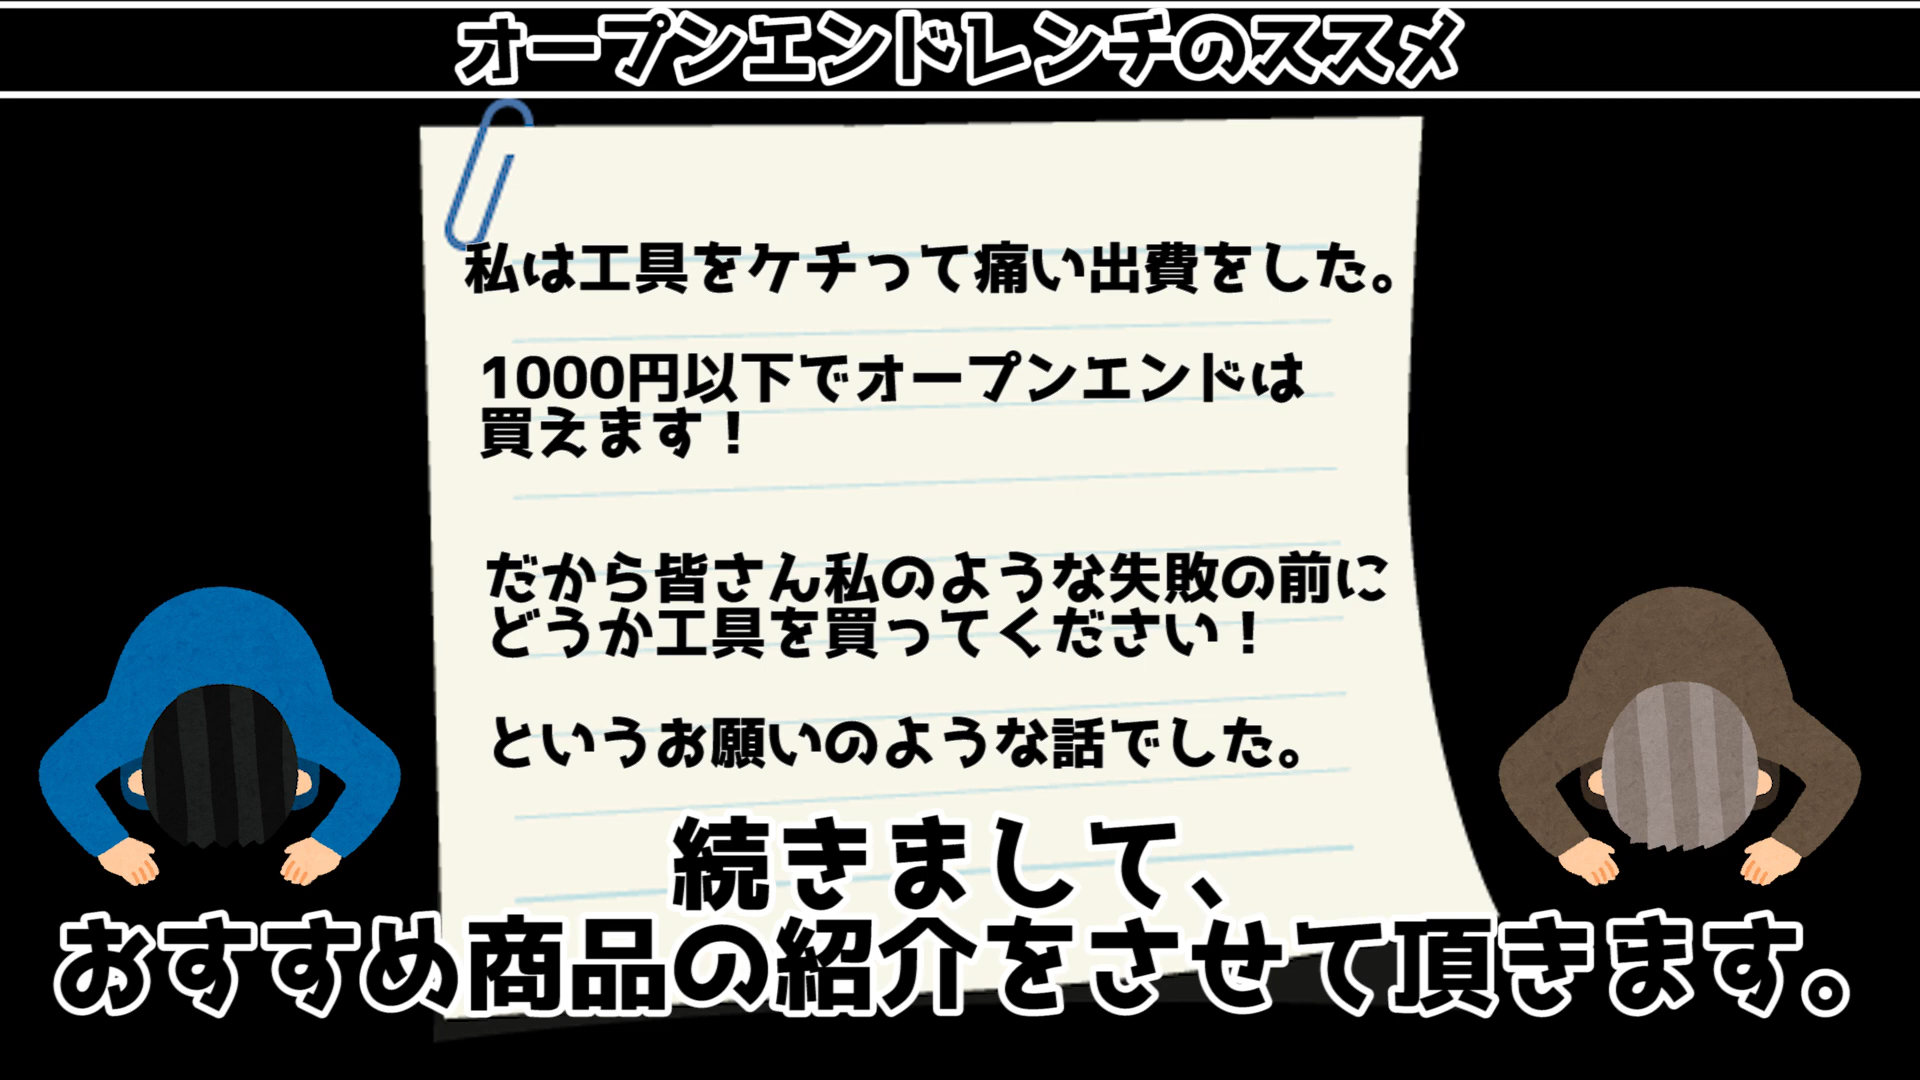 オープンエンドレンチのススメ
私は工具をケチって痛い出費をした。
1000円以下でオープンエンドは
買えます！
だから皆さん私のような失敗の前に
どうか工具を買ってください！
というお願いのような話でした。
続きまして、
おすすめ商品の紹介をさせて頂きます。